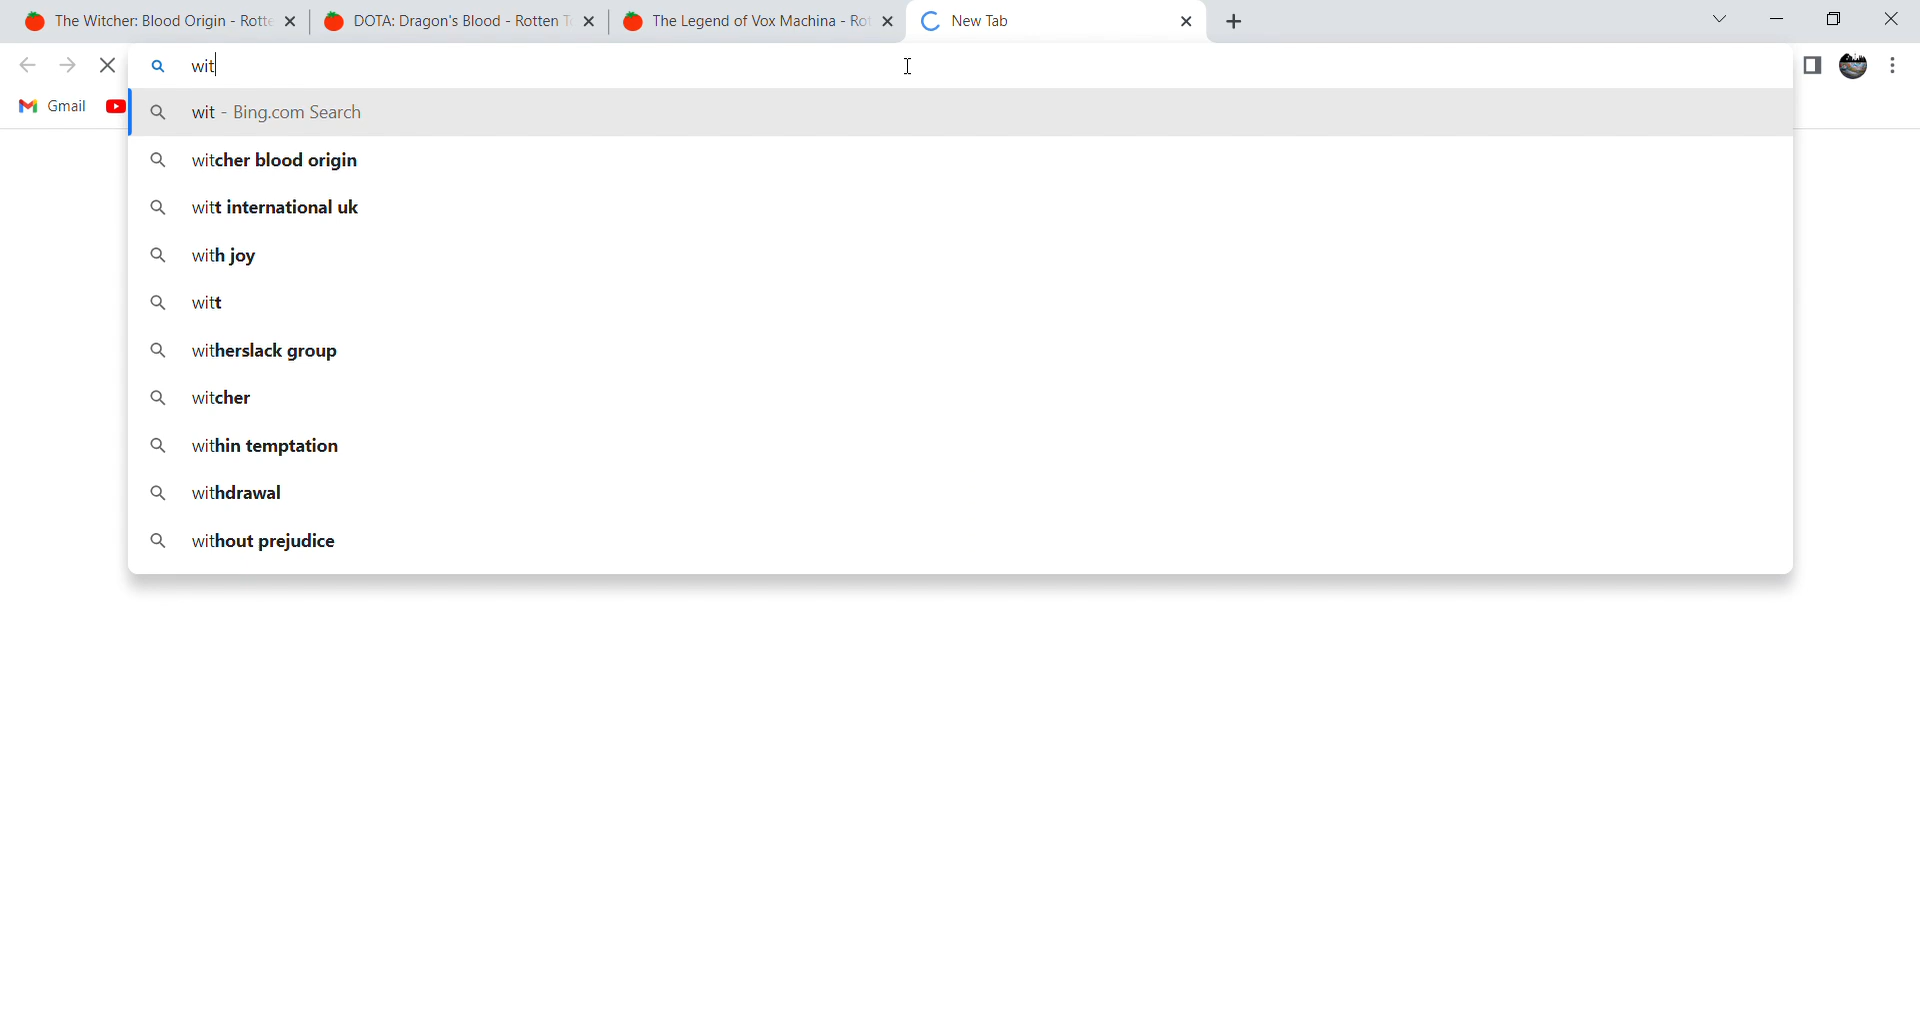 The Witcher: Blood Origin - Rotte
DOTA: Dragon's Blood - Rotten T
The Legend of Vox Machina - Rot
New Tab
wit
Gmail
wit - Bing.com Search
witcher blood origin
witt international uk
with joy
witt
witherslack group
witcher
within temptation
withdrawal
without prejudice